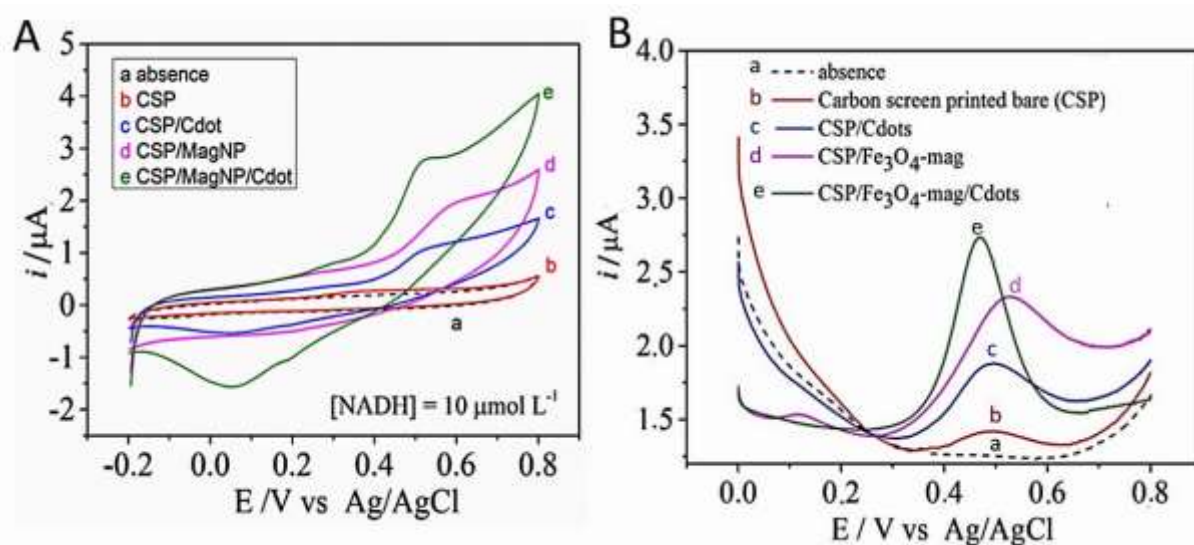 A
5
4
3
2
1
0
-1
-2
i/μA
a absence
b CSP
c CSP/Cdot
d CSP/MagNP
e CSP/MagNP/Cdot
e
d
c
b
a
[NADH] = 10 μmol L⁻¹
-0.2 0.0 0.2 0.4 0.6 0.8
E /V vs Ag/AgCl
B
4.0
3.5
3.0
2.5
2.0
1.5
i/μA
a absence
b Carbon screen printed bare (CSP)
c CSP/Cdots
d CSP/Fe₃O₄-mag
e CSP/Fe₃O₄-mag/Cdots
e
d
c
b
a
0.0 0.2 0.4 0.6 0.8
E / V vs Ag/AgCl